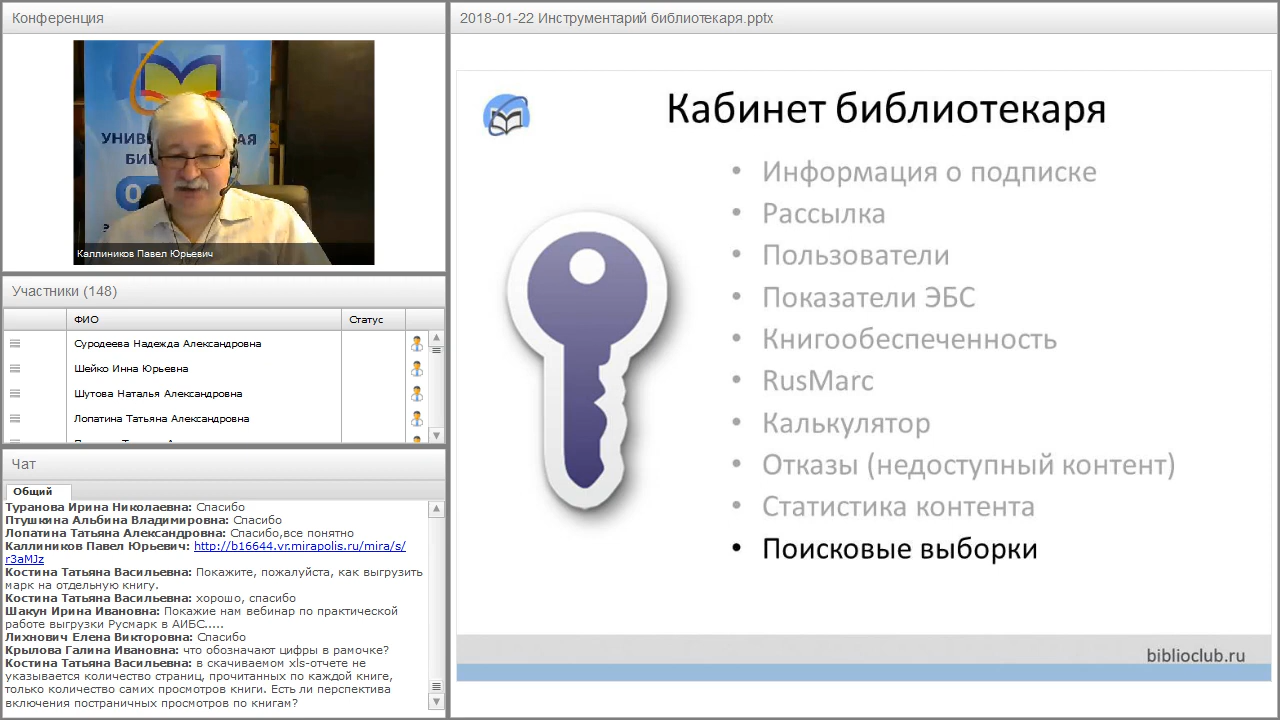 Конференция
УНИВ
АЯ
БИБ
Каллиников Павел Юрьевич
Участники (148)
ФИО
Статус
Суродеева Надежда Александровна
Шейко Инна Юрьевна
Шутова Наталья Александровна
Лопатина Татьяна Александровна
Чат
Общий
Туранова Ирина Николаевна: Спасибо
Птушкина Альбина Владимировна: Спасибо
Лопатина Татьяна Александровна: Спасибо,все понятно
Каллиников Павел Юрьевич: http://b16644.vr.mirapolis.ru/mira/s/
r3aMJz
Костина Татьяна Васильевна: Покажите, пожалуйста, как выгрузить
марк на отдельную книгу.
Костина Татьяна Васильевна: хорошо, спасибо
Шакун Ирина Ивановна: Покажие нам вебинар по практической
работе выгрузки Русмарк в АИБС.....
Лихнович Елена Викторовна: Спасибо
Крылова Галина Ивановна: что обозначают цифры в рамочке?
Костина Татьяна Васильевна: в скачиваемом xls-отчете не
указывается количество страниц, прочитанных по каждой книге,
только количество самих просмотров книги. Есть ли перспектива
включения постраничных просмотров по книгам?
2018-01-22 Инструментарий библиотекаря.pptx
Кабинет библиотекаря
• Информация о подписке
• Рассылка
• Пользователи
• Показатели ЭБС
• Книгообеспеченность
• RusMarc
• Калькулятор
• Отказы (недоступный контент)
• Статистика контента
• Поисковые выборки
biblioclub.ru